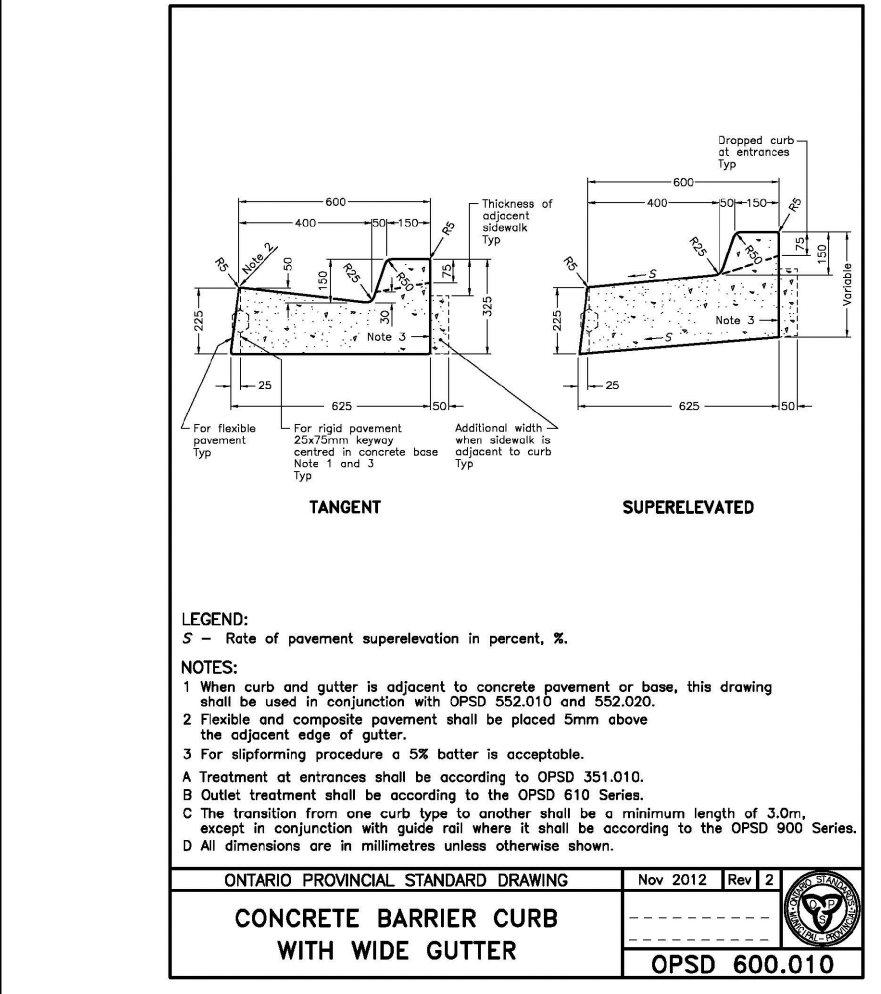 Dropped curb
at entrances
Typ
600
400
50
150
R5
Thickness of
adjacent
sidewalk
Typ
R5
Note 2
50
150
R25
R50
75
325
225
30
Note 3
25
625
50
For flexible
pavement
Typ
For rigid pavement
25x75mm keyway
centred in concrete base
Note 1 and 3
Typ
Additional width
when sidewalk is
adjacent to curb
Typ
TANGENT
600
400
50
150
R5
R25
R50
75
150
Variable
R5
S
225
Note 3
S
25
625
50
SUPERELEVATED
LEGEND:
S – Rate of pavement superelevation in percent, %.
NOTES:
1 When curb and gutter is adjacent to concrete pavement or base, this drawing
shall be used in conjunction with OPSD 552.010 and 552.020.
2 Flexible and composite pavement shall be placed 5mm above
the adjacent edge of gutter.
3 For slipforming procedure a 5% batter is acceptable.
A Treatment at entrances shall be according to OPSD 351.010.
B Outlet treatment shall be according to the OPSD 610 Series.
C The transition from one curb type to another shall be a minimum length of 3.0m,
except in conjunction with guide rail where it shall be according to the OPSD 900 Series.
D All dimensions are in millimetres unless otherwise shown.
ONTARIO PROVINCIAL STANDARD DRAWING
Nov 2012 Rev 2
CONCRETE BARRIER CURB
WITH WIDE GUTTER
OPSD 600.010
ONTARIO STANDARDS
MUNICIPAL – PROVINCIAL
O P
S